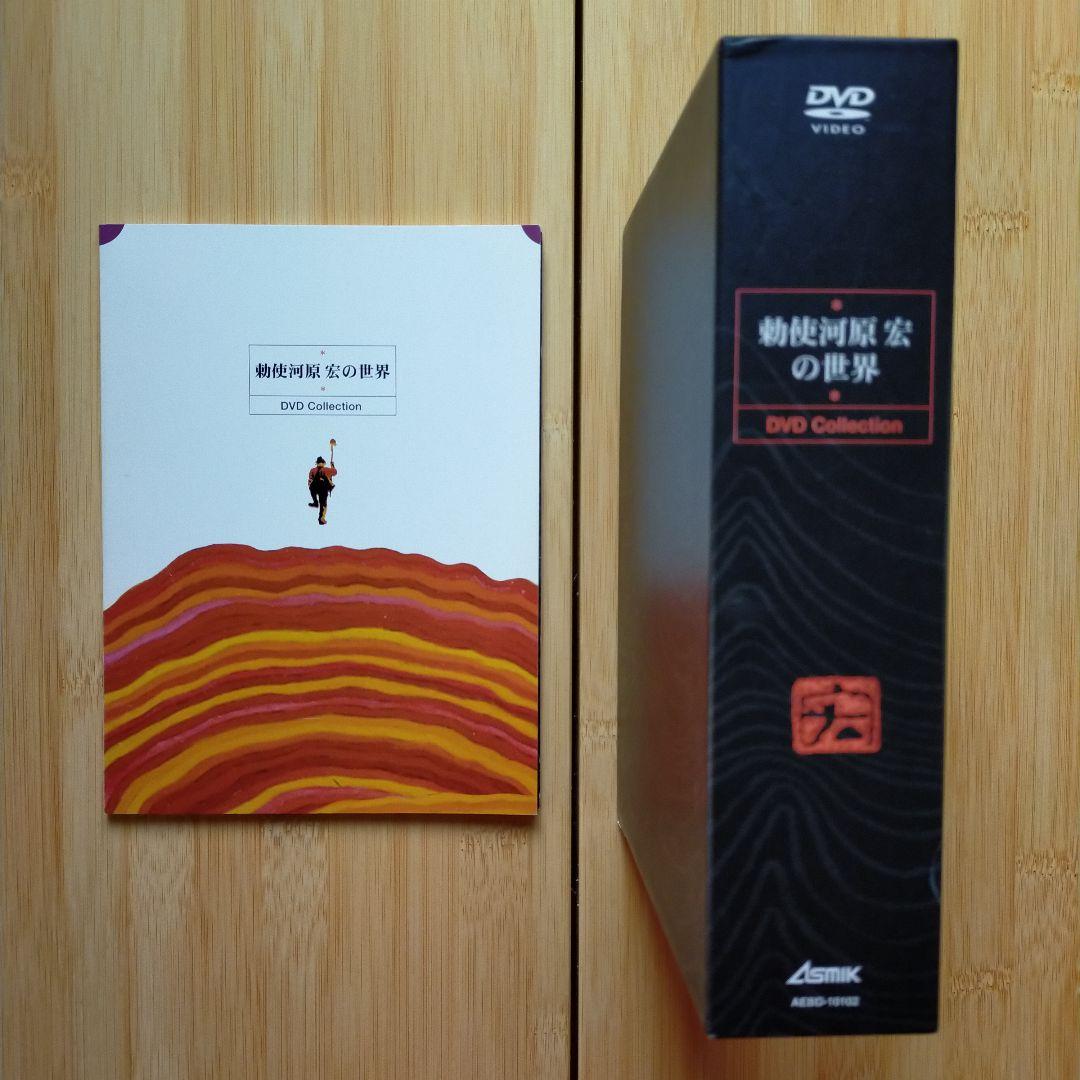 勅使河原 宏の世界
DVD Collection
DVD
VIDEO
勅使河原 宏
の世界
DVD Collection
宏
ASMIK
AEBD-10102